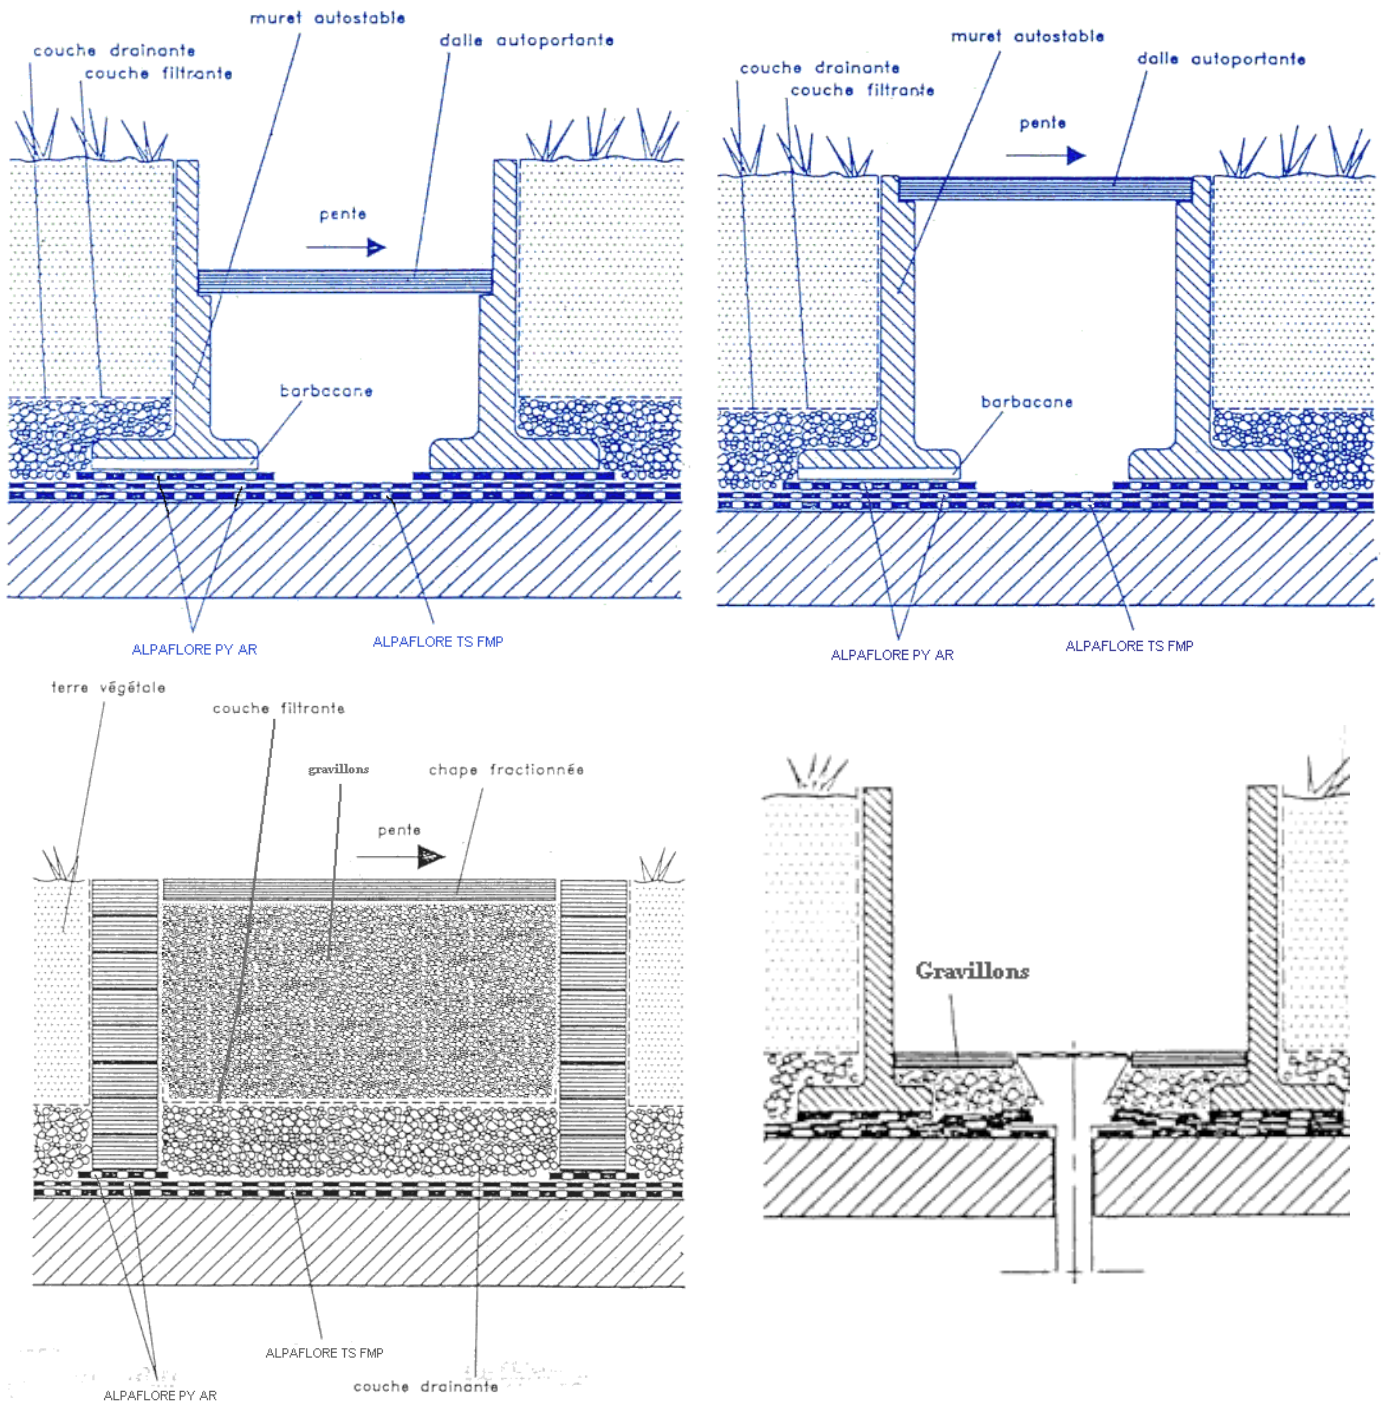 muret autostable
dalle autoportante
couche drainante
couche filtrante
pente
barbacane
ALPAFLORE PY AR
ALPAFLORE TS FMP
muret autostable
dalle autoportante
couche drainante
couche filtrante
pente
barbacane
ALPAFLORE PY AR
ALPAFLORE TS FMP
terre végétale
couche filtrante
gravillons
chape fractionnée
pente
ALPAFLORE TS FMP
couche drainante
ALPAFLORE PY AR
Gravillons